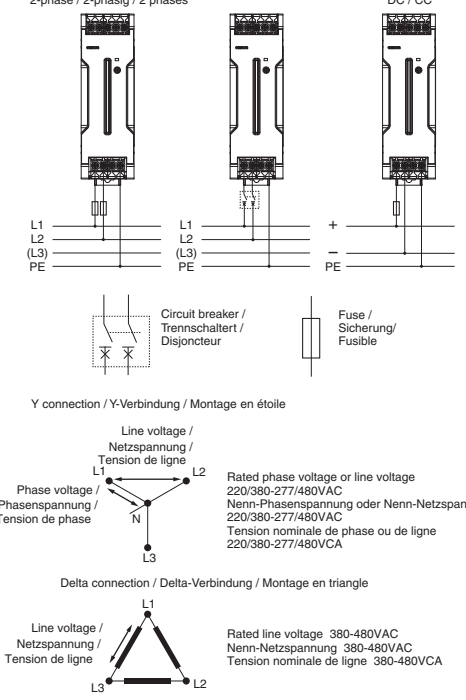 2-phase / 2-phasig / 2 phases
DC / CC
L1
L2
(L3)
PE
L1
L2
(L3)
PE
+
−
PE
Circuit breaker /
Trennschaltert /
Disjoncteur
Fuse /
Sicherung/
Fusible
Y connection / Y-Verbindung / Montage en étoile
Line voltage /
Netzspannung /
Tension de ligne
L1
L2
Phase voltage /
Phasenspannung /
Tension de phase
N
L3
Rated phase voltage or line voltage
220/380-277/480VAC
Nenn-Phasenspannung oder Nenn-Netzspan
220/380-277/480VAC
Tension nominale de phase ou de ligne
220/380-277/480VCA
Delta connection / Delta-Verbindung / Montage en triangle
L1
Line voltage /
Netzspannung /
Tension de ligne
L3
L2
Rated line voltage 380-480VAC
Nenn-Netzspannung 380-480VAC
Tension nominale de ligne 380-480VCA